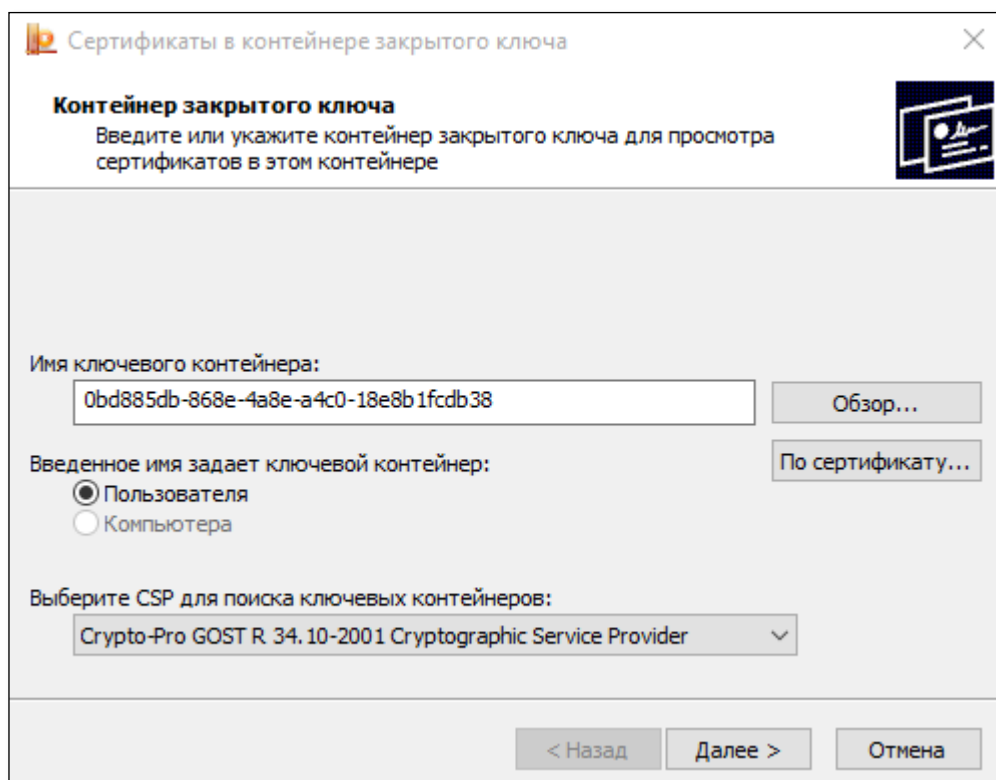 Сертификаты в контейнере закрытого ключа
Контейнер закрытого ключа
Введите или укажите контейнер закрытого ключа для просмотра
сертификатов в этом контейнере
Имя ключевого контейнера:
0bd885db-868e-4a8e-a4c0-18e8b1fcdb38
Обзор...
Введенное имя задает ключевой контейнер:
По сертификату...
Пользователя
Компьютера
Выберите CSP для поиска ключевых контейнеров:
Crypto-Pro GOST R 34.10-2001 Cryptographic Service Provider
< Назад
Далее >
Отмена